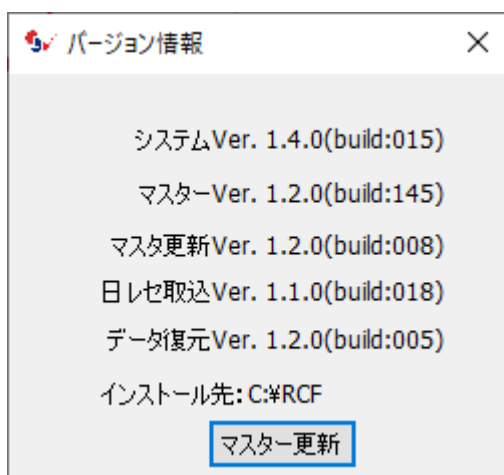 バージョン情報
システムVer. 1.4.0(build:015)
マスターVer. 1.2.0(build:145)
マスタ更新Ver. 1.2.0(build:008)
日レセ取込Ver. 1.1.0(build:018)
データ復元Ver. 1.2.0(build:005)
インストール先: C:¥RCF
マスター更新